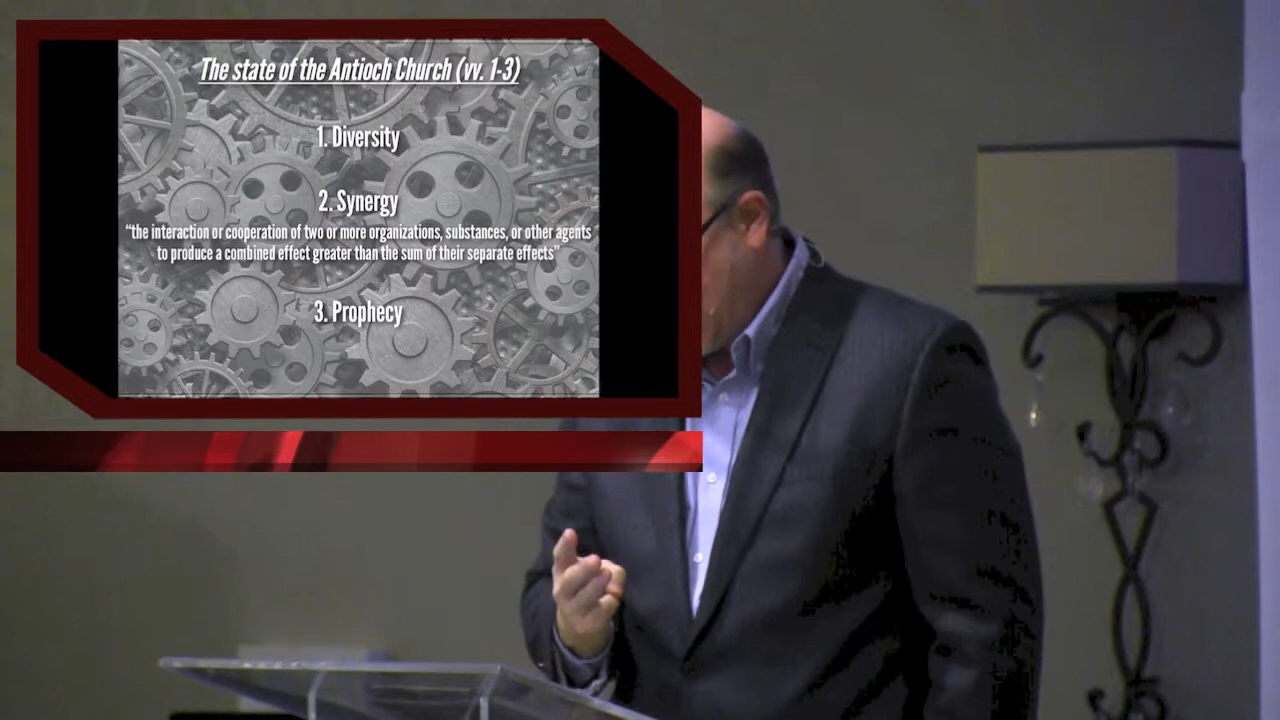 The state of the Antioch Church (vv. 1-3)
1. Diversity
2. Synergy
“the interaction or cooperation of two or more organizations, substances, or other agents
to produce a combined effect greater than the sum of their separate effects”
3. Prophecy